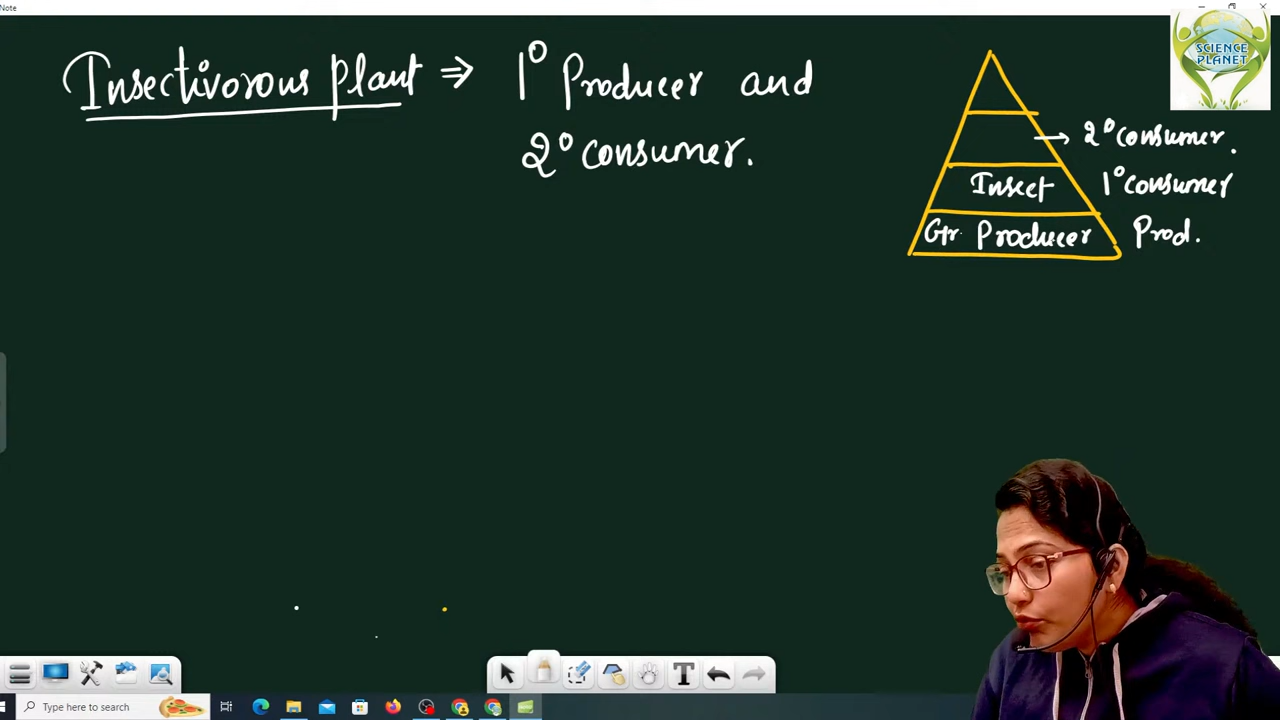 Note
Insectivorous plant ⇒ 1° Producer and
2° consumer.
SCIENCE
PLANET
→ 2° consumer.
Insect 1° consumer
Gr. Producer Prod.
Type here to search
T